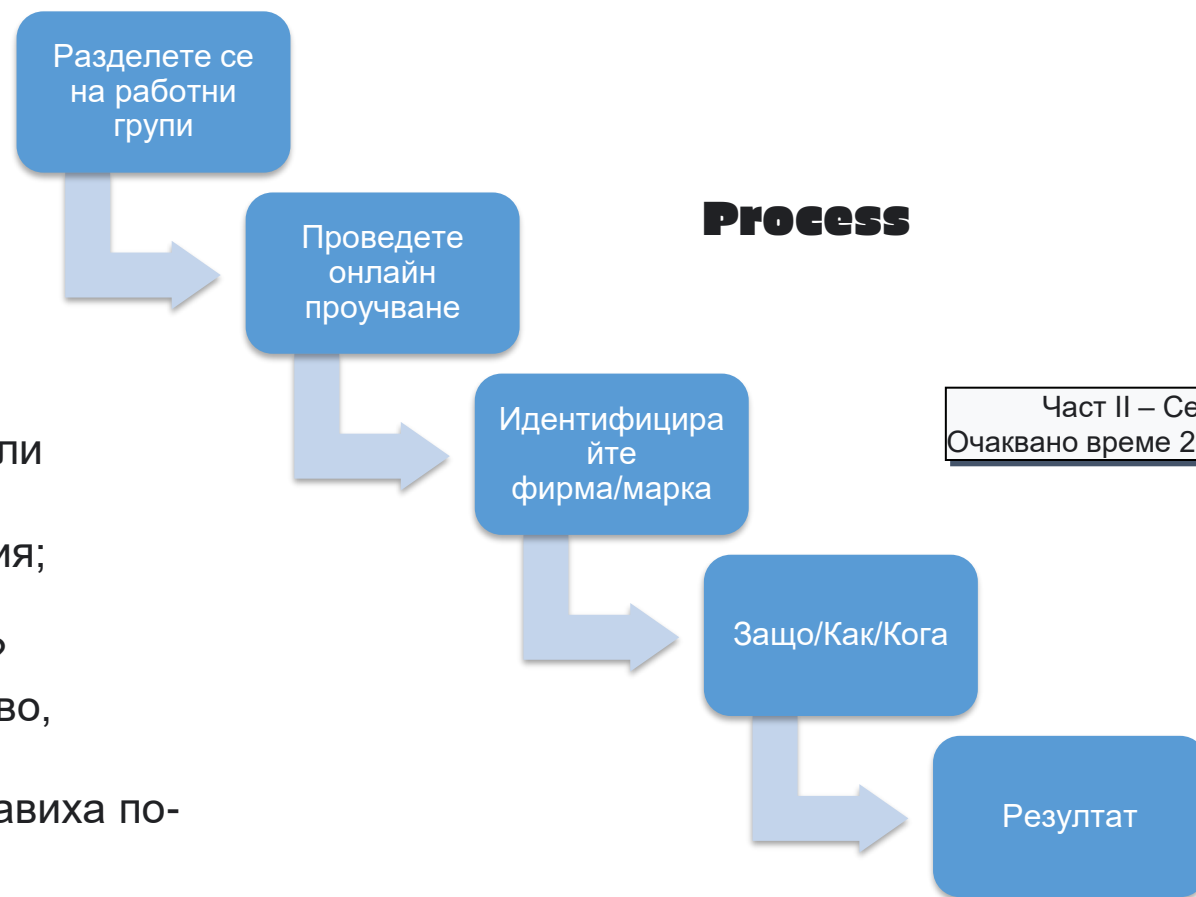 Разделете се
на работни
групи
Process
Проведете
онлайн
проучване
Идентифицира
йте
фирма/марка
Част II – Се
Очаквано време 2
ли
ия;
?
во,
авиха по-
Защо/Как/Кога
Резултат